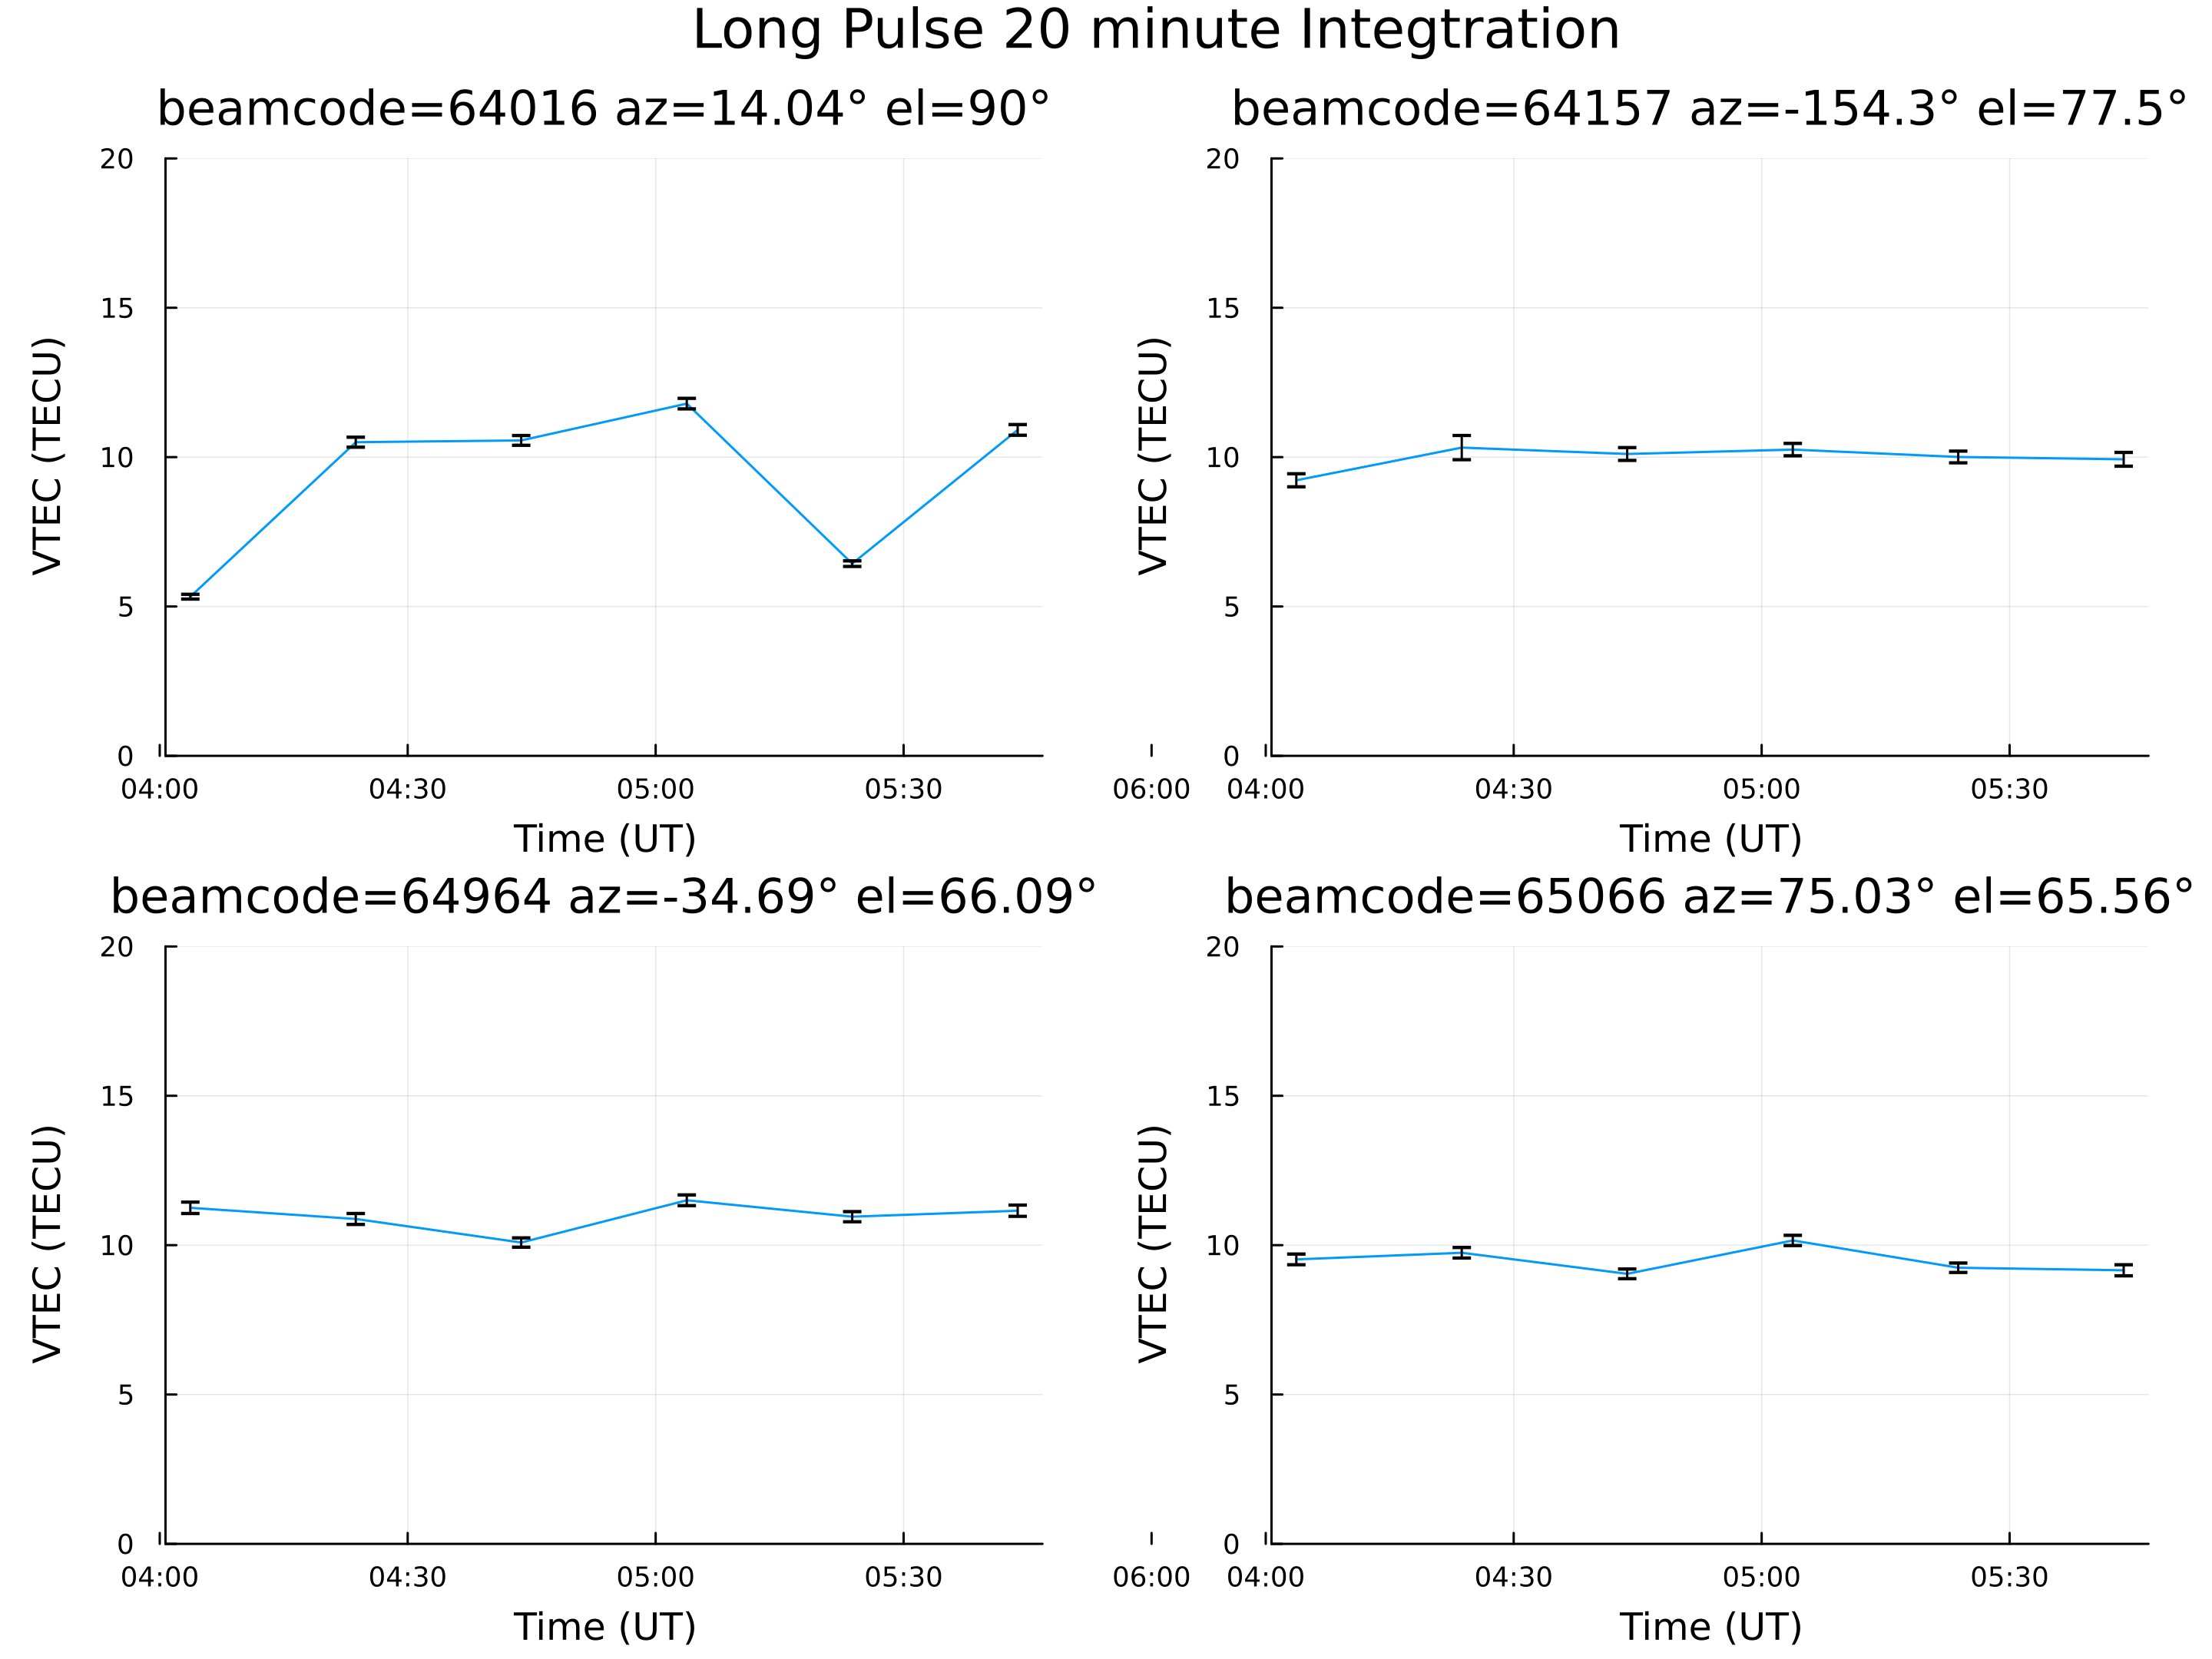 Long Pulse 20 minute Integtration
beamcode=64016 az=14.04° el=90°
20
15
10
5
0
VTEC (TECU)
04:00 04:30 05:00 05:30 06:00
Time (UT)
beamcode=64157 az=-154.3° el=77.5°
20
15
10
5
0
VTEC (TECU)
04:00 04:30 05:00 05:30
Time (UT)
beamcode=64964 az=-34.69° el=66.09°
20
15
10
5
0
VTEC (TECU)
04:00 04:30 05:00 05:30 06:00
Time (UT)
beamcode=65066 az=75.03° el=65.56°
20
15
10
5
0
VTEC (TECU)
04:00 04:30 05:00 05:30
Time (UT)